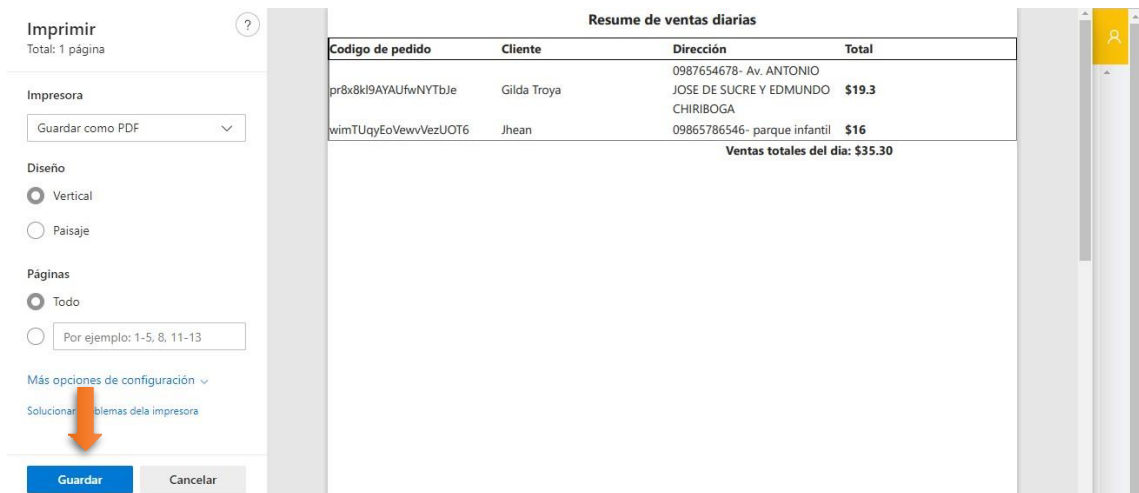 Imprimir
?
Total: 1 página
Impresora
Guardar como PDF
Diseño
Vertical
Paisaje
Páginas
Todo
Por ejemplo: 1-5, 8, 11-13
Más opciones de configuración
Solucionar blemas dela impresora
Guardar Cancelar
Resume de ventas diarias
Codigo de pedido Cliente Dirección Total
0987654678- Av. ANTONIO
pr8x8kl9AYAUfwNYTbJe Gilda Troya JOSE DE SUCRE Y EDMUNDO $19.3
CHIRIBOGA
wimTUqyEoVewvVezUOT6 Jhean 09865786546- parque infantil $16
Ventas totales del dia: $35.30